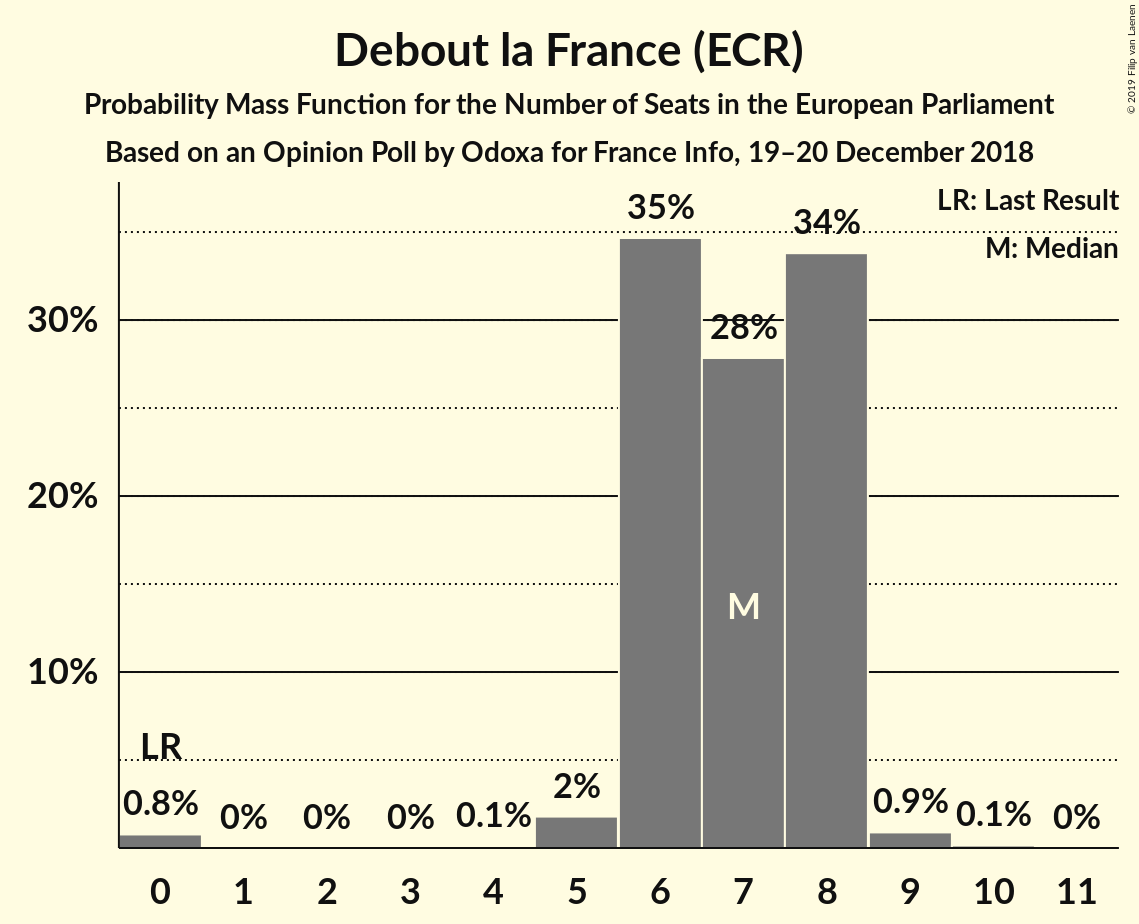 Debout la France (ECR)
Probability Mass Function for the Number of Seats in the European Parliament
Based on an Opinion Poll by Odoxa for France Info, 19–20 December 2018
© 2019 Filip van Laenen
LR: Last Result
M: Median
35%
34%
30%
28%
20%
M
10%
LR
0.8%
0%
0%
0%
0.1%
2%
0.9%
0.1%
0%
0 1 2 3 4 5 6 7 8 9 10 11